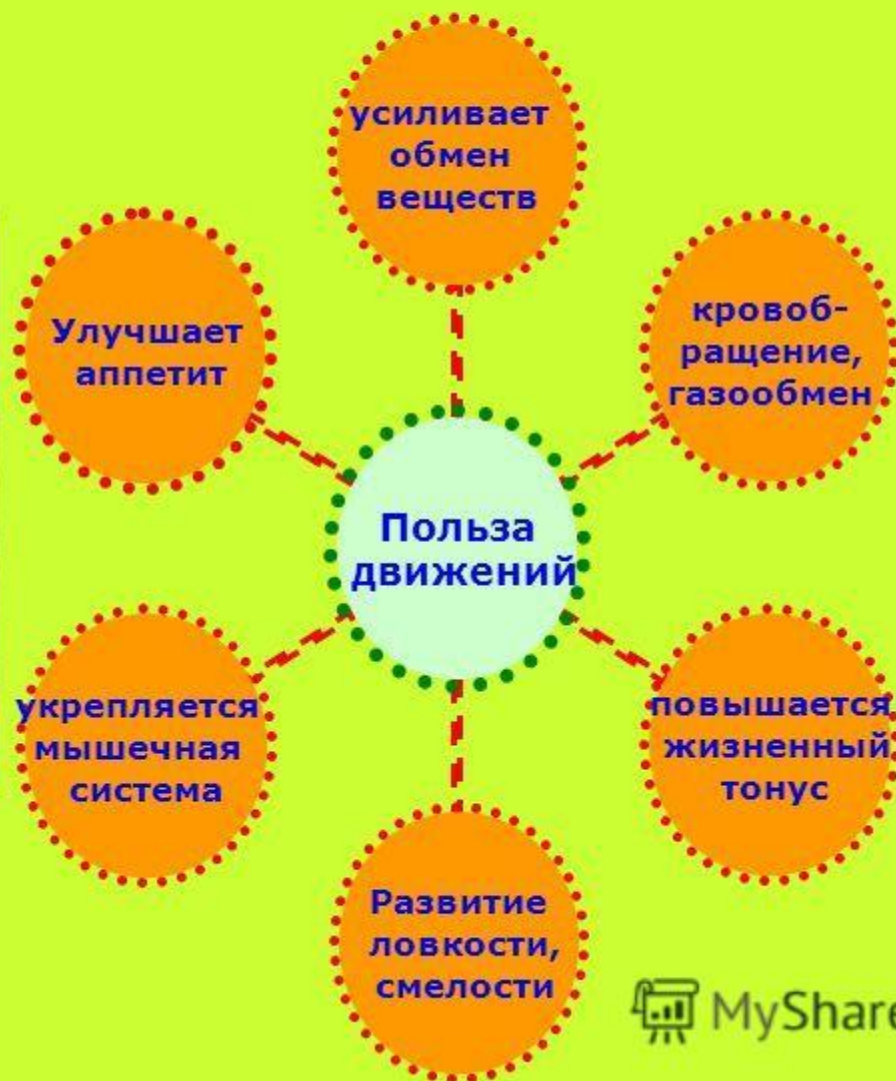 усиливает
обмен
веществ
Улучшает
аппетит
кровоб-
ращение,
газообмен
Польза
движений
укрепляется
мышечная
система
повышается
жизненный
тонус
Развитие
ловкости,
смелости
MyShare